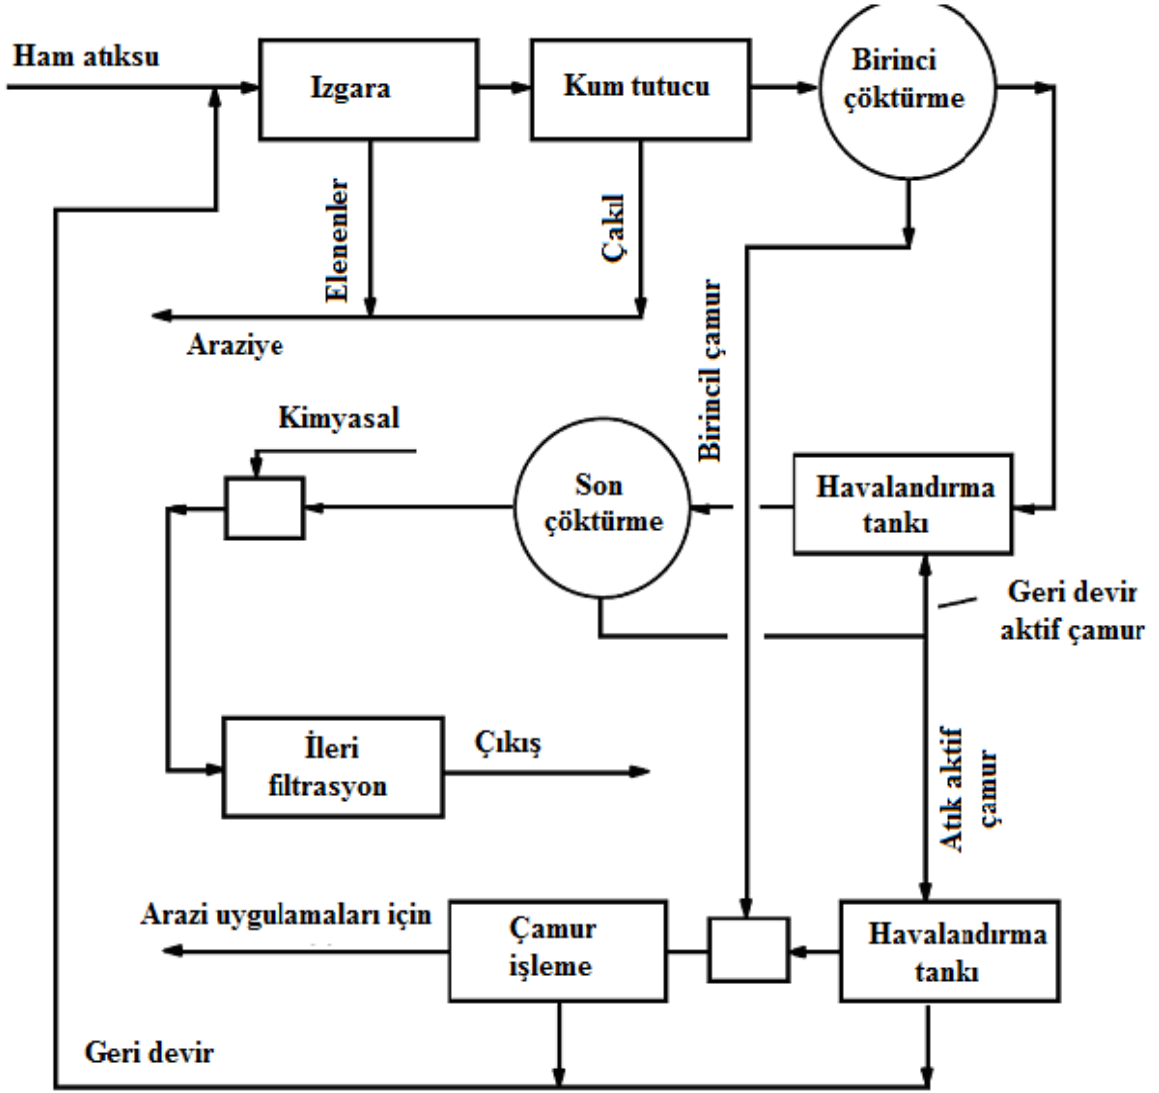 Ham atıksu
Izgara
Kum tutucu
Birinci
çöktürme
Elenenler
Çakıl
Araziye
Birincil çamur
Kimyasal
Son
çöktürme
Havalandırma
tankı
Geri devir
aktif çamur
İleri
filtrasyon
Çıkış
Atık aktif
çamur
Arazi uygulamaları için
Çamur
işleme
Havalandırma
tankı
Geri devir